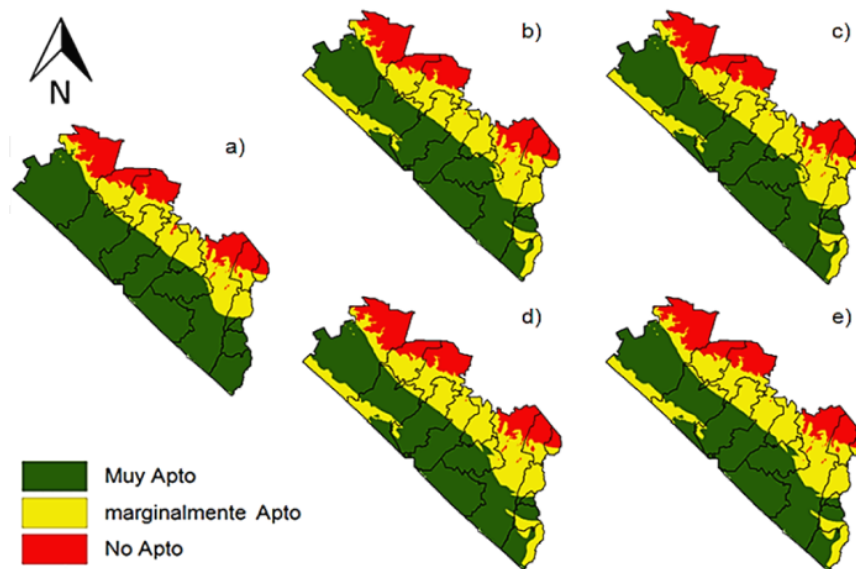 N
a)
b)
c)
d)
e)
Muy Apto
marginalmente Apto
No Apto